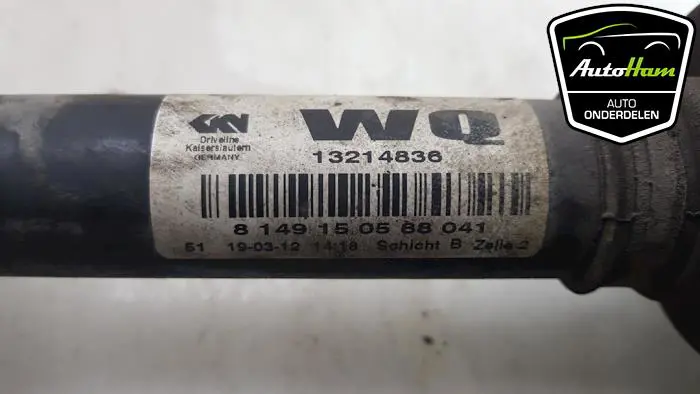 GKN
Driveline
Kaiserslautern
GERMANY
WQ
13214836
8 149 15 05 88 041
51 19-03-12 14:18 Schicht B Zelle 2
AutoHam
AUTO
ONDERDELEN